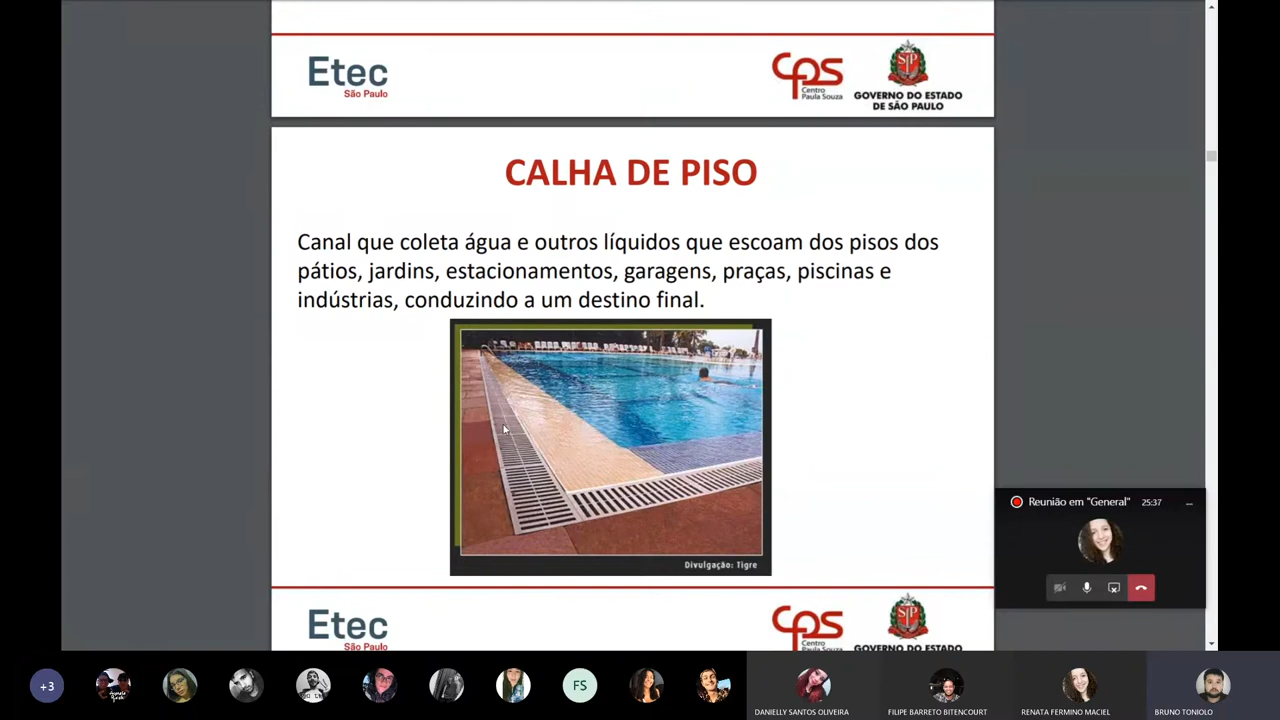 Etec
São Paulo
cps
Centro
Paula Souza
SP
GOVERNO DO ESTADO
DE SÃO PAULO
CALHA DE PISO
Canal que coleta água e outros líquidos que escoam dos pisos dos
pátios, jardins, estacionamentos, garagens, praças, piscinas e
indústrias, conduzindo a um destino final.
Divulgação: Tigre
Reunião em "General" 25:37
Etec
São Paulo
cps
Centro
Paula Souza
SP
GOVERNO DO ESTADO
+3
FS
DANIELLY SANTOS OLIVEIRA
FILIPE BARRETO BITENCOURT
RENATA FERMINO MACIEL
BRUNO TONIOLO